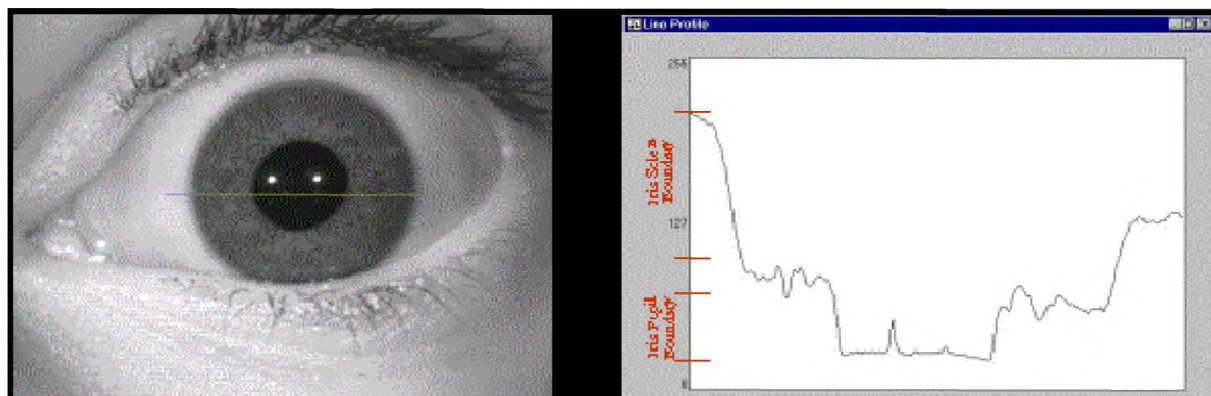 Line Profile
255
Iris Sclera
Boundary
127
Iris Pupil
Boundary
0